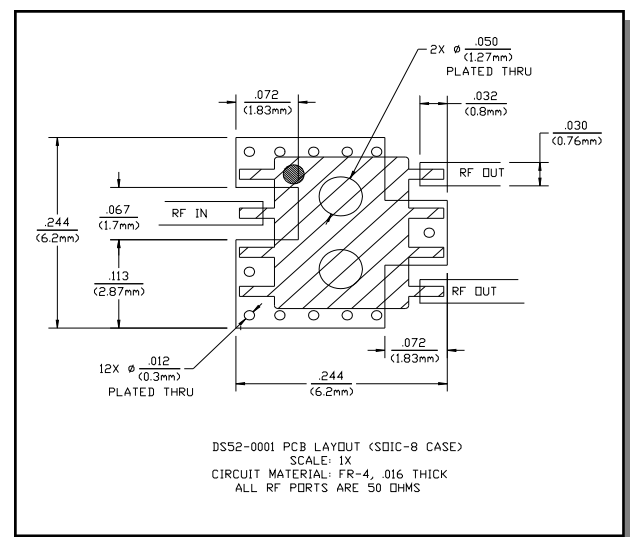 2X ø .050
(1.27mm)
PLATED THRU
.072
(1.83mm)
.032
(0.8mm)
.030
(0.76mm)
RF OUT
RF IN
.067
(1.7mm)
.244
(6.2mm)
.113
(2.87mm)
RF OUT
12X ø .012
(0.3mm)
PLATED THRU
.072
(1.83mm)
.244
(6.2mm)
DS52-0001 PCB LAYOUT (SOIC-8 CASE)
SCALE: 1X
CIRCUIT MATERIAL: FR-4, .016 THICK
ALL RF PORTS ARE 50 OHMS